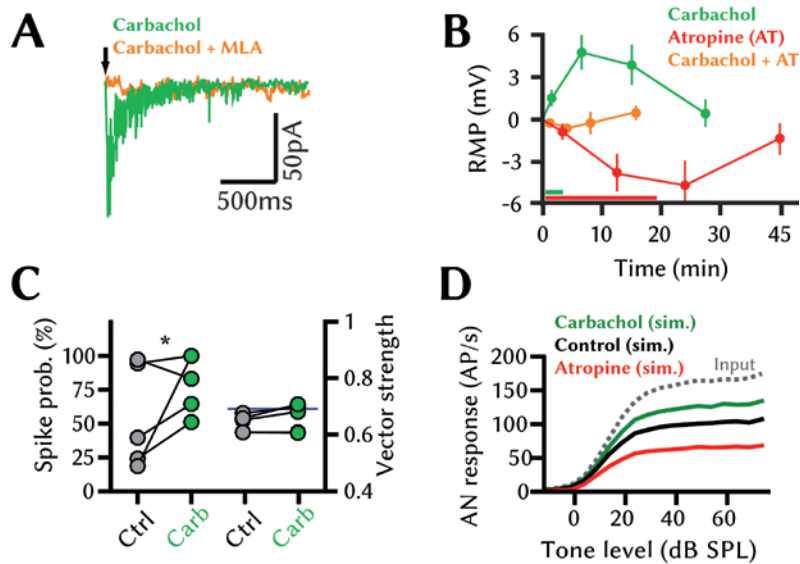 A
Carbachol
Carbachol + MLA
50pA
500ms
B
Carbachol
Atropine (AT)
Carbachol + AT
RMP (mV)
6
3
0
-3
-6
0
10
20
30
45
Time (min)
C
*
Spike prob. (%)
100
75
50
25
0
1
0.8
0.6
0.4
Vector strength
Ctrl
Carb
Ctrl
Carb
D
Carbachol (sim.)
Control (sim.)
Atropine (sim.)
Input
AN response (AP/s)
200
150
100
50
0
0
20
40
60
Tone level (dB SPL)